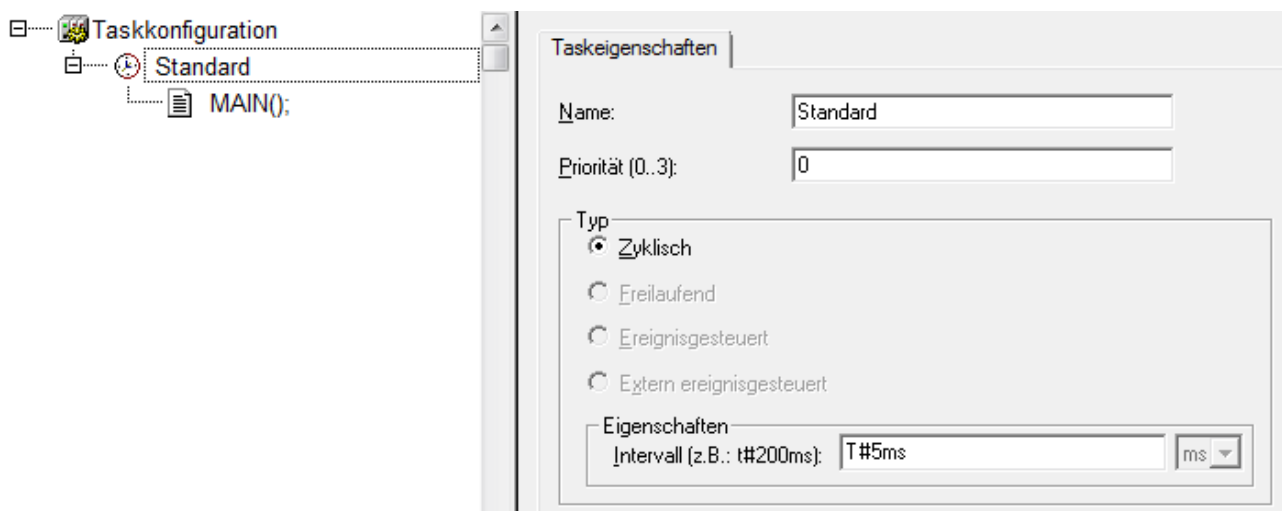 Taskkonfiguration
Standard
MAIN();
Taskeigenschaften
Name: Standard
Priorität (0..3): 0
Typ
Zyklisch
Freilaufend
Ereignisgesteuert
Extern ereignisgesteuert
Eigenschaften
Intervall (z.B.: t#200ms): T#5ms ms